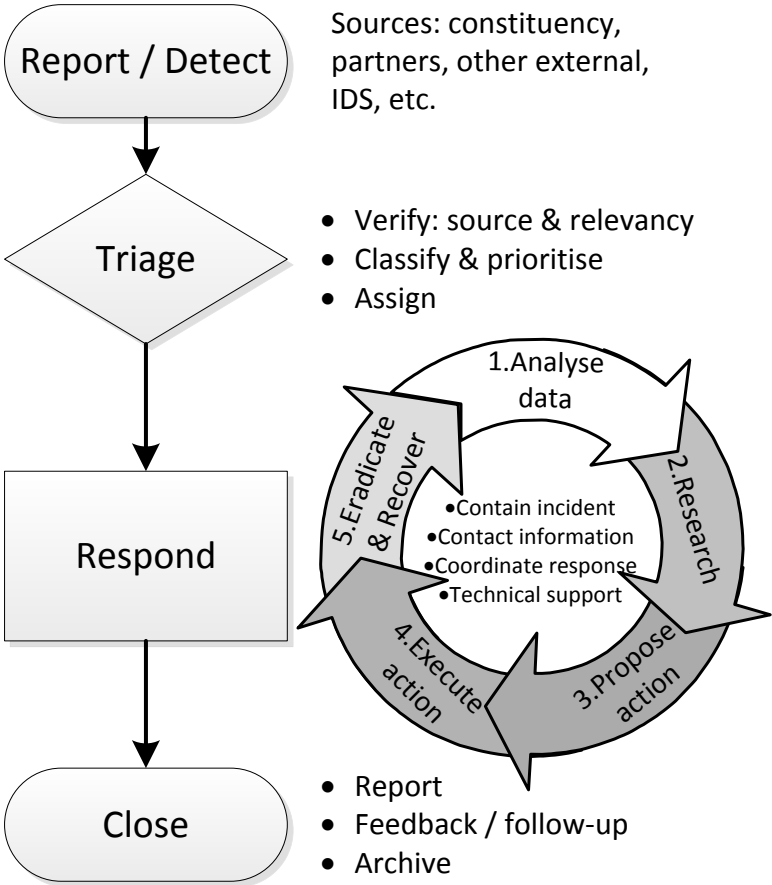 Report / Detect
Sources: constituency,
partners, other external,
IDS, etc.
Triage
• Verify: source & relevancy
• Classify & prioritise
• Assign
Respond
1.Analyse
data
2.Research
3.Propose
action
4.Execute
action
5.Eradicate
& Recover
•Contain incident
•Contact information
•Coordinate response
•Technical support
Close
• Report
• Feedback / follow-up
• Archive